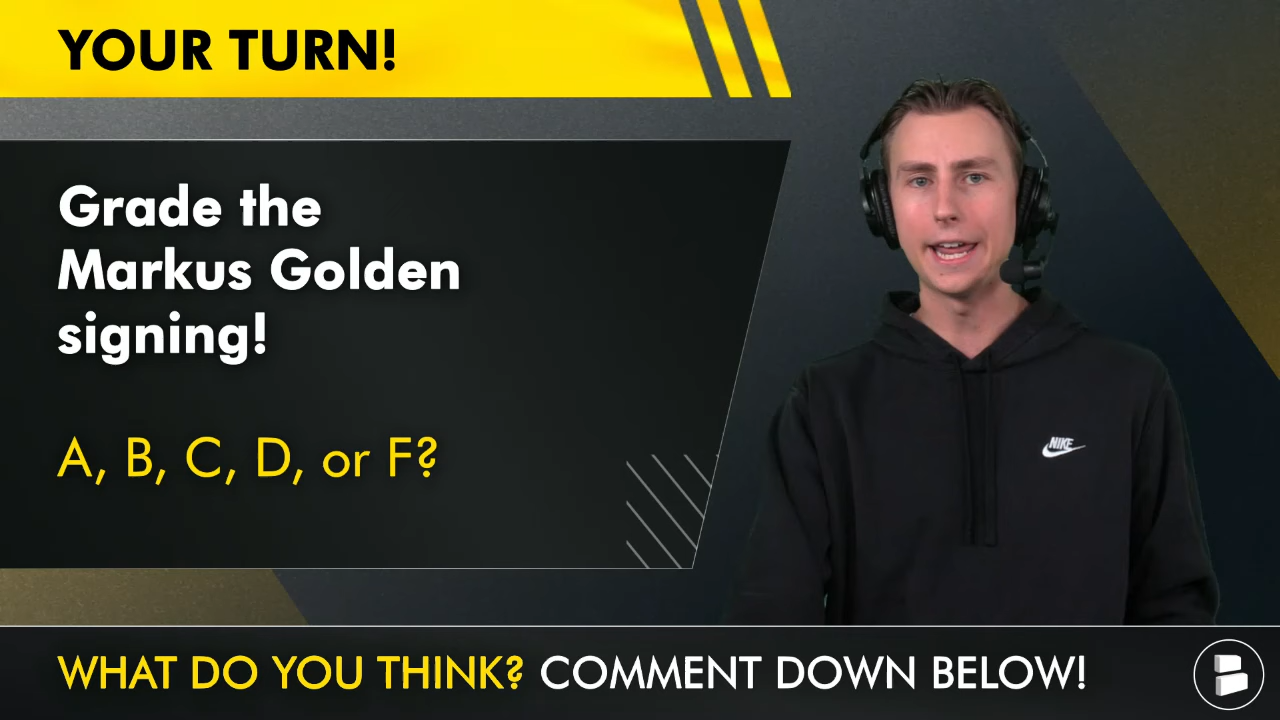 YOUR TURN!
Grade the
Markus Golden
signing!
A, B, C, D, or F?
NIKE
WHAT DO YOU THINK? COMMENT DOWN BELOW!